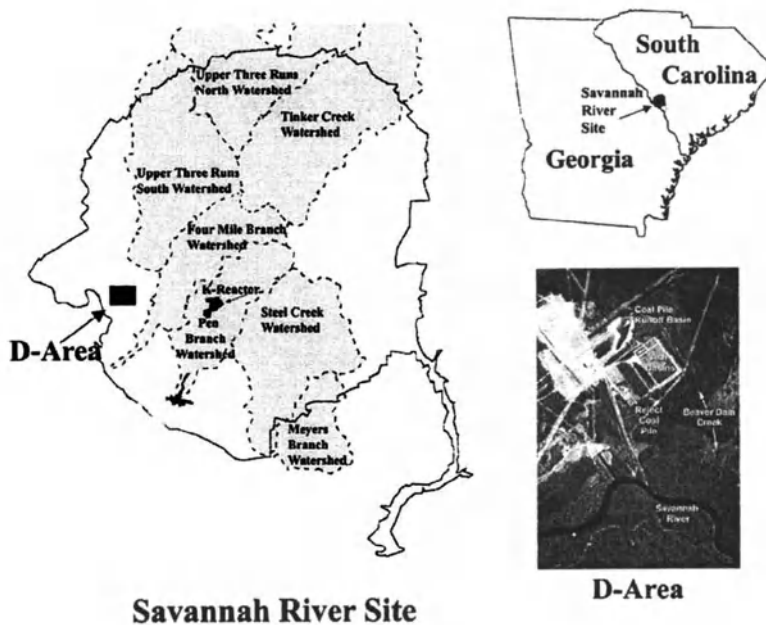 Upper Three Runs
North Watershed
Tinker Creek
Watershed
Upper Three Runs
South Watershed
Four Mile Branch
Watershed
K-Reactor
Pen
Branch
Watershed
Steel Creek
Watershed
Meyers
Branch
Watershed
D-Area
Savannah River Site
South
Carolina
Savannah
River
Site
Georgia
Coal Pile
Runoff Basin
Basins
Reject
Coal
Pile
Beaver Dam
Creek
Savannah
River
D-Area